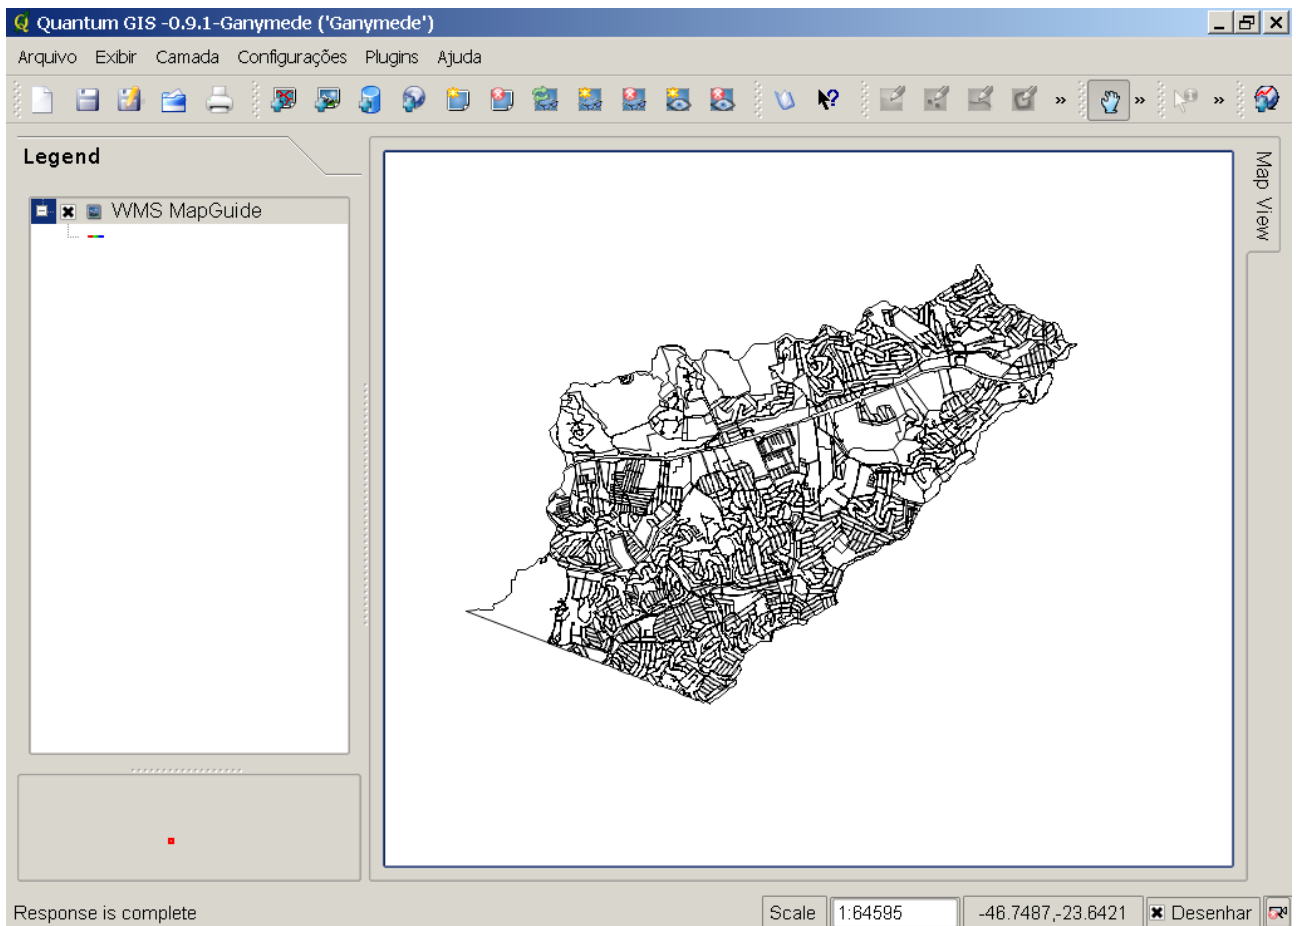 Quantum GIS -0.9.1-Ganymede ('Ganymede')
Arquivo Exibir Camada Configurações Plugins Ajuda
Legend
WMS MapGuide
Map View
Response is complete
Scale 1:64595 -46.7487,-23.6421 Desenhar